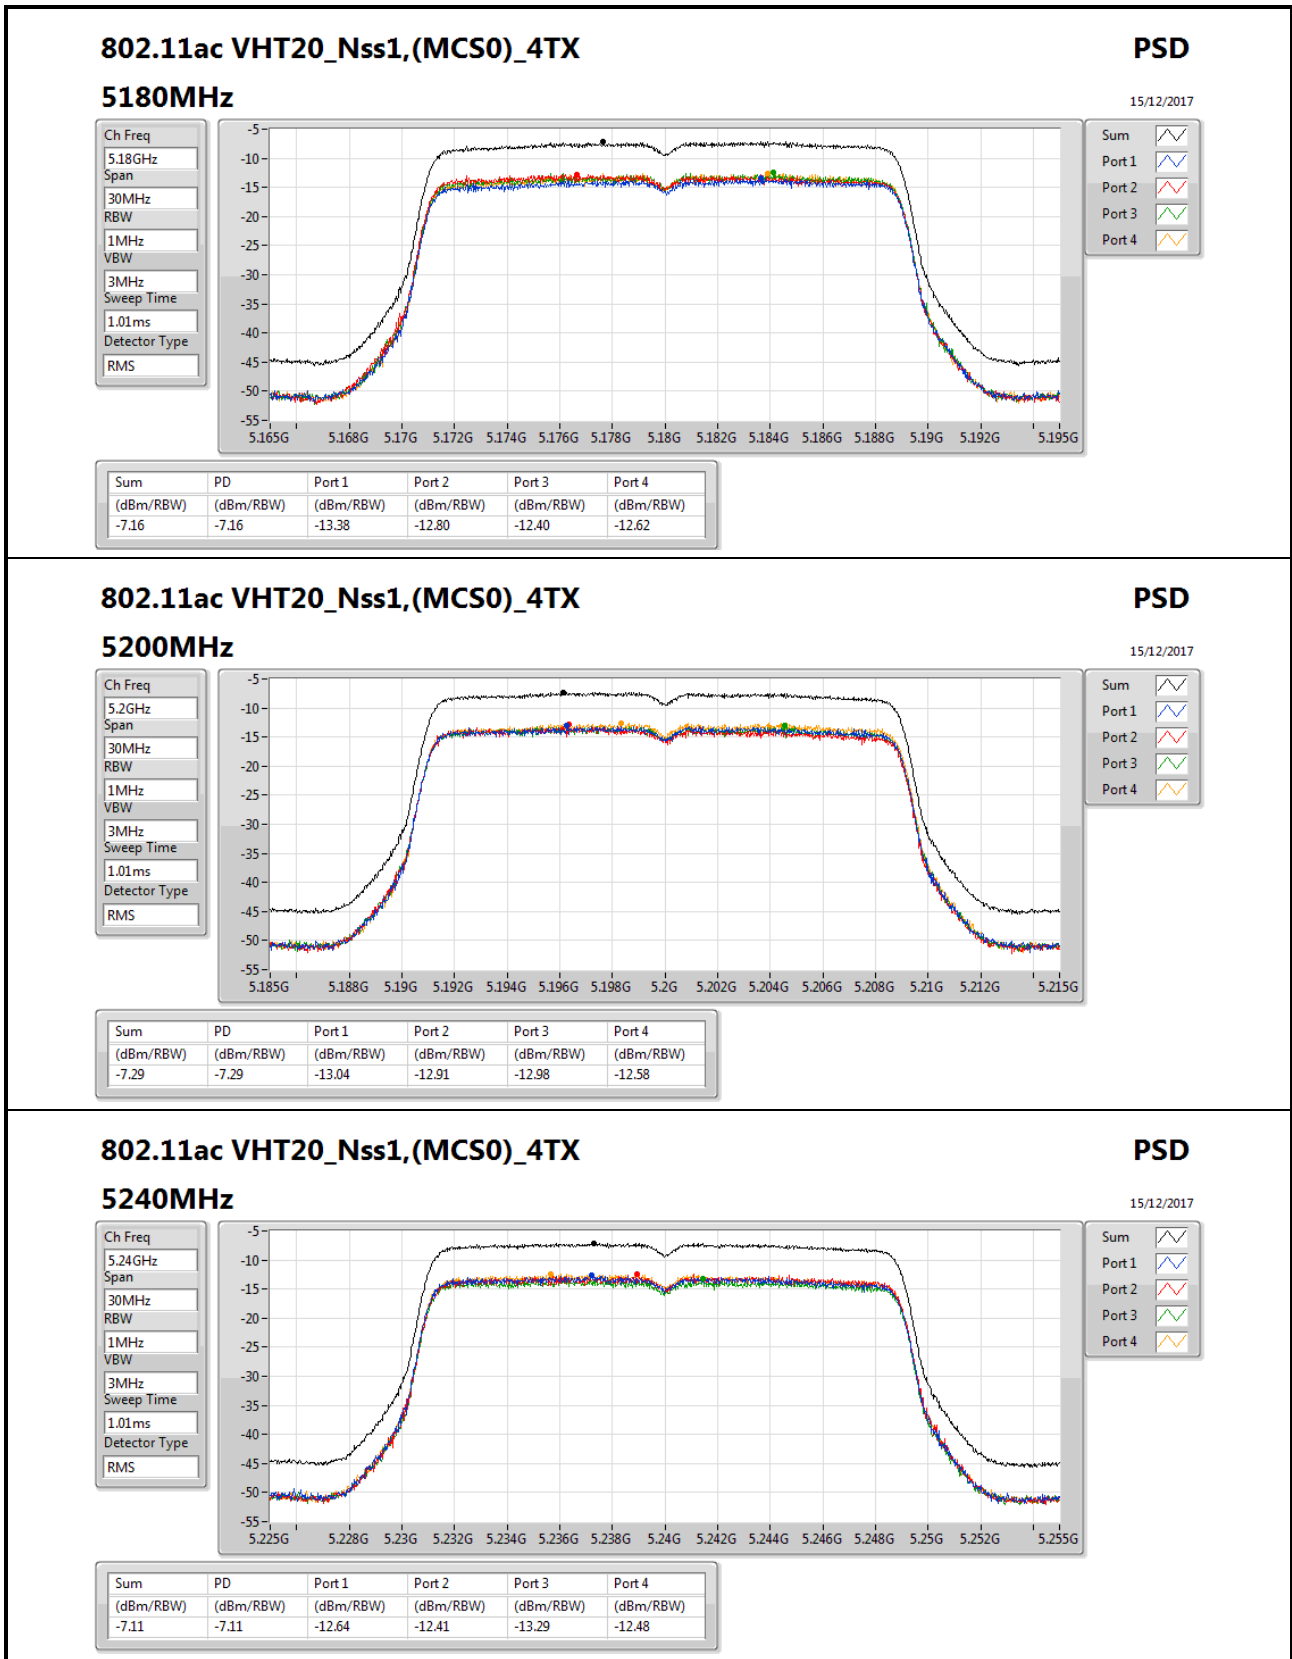 802.11ac VHT20_Nss1,(MCS0)_4TX PSD
5180MHz 15/12/2017
Ch Freq
5.18GHz
Span
30MHz
RBW
1MHz
VBW
3MHz
Sweep Time
1.01ms
Detector Type
RMS
-5
-10
-15
-20
-25
-30
-35
-40
-45
-50
-55
5.165G 5.168G 5.17G 5.172G 5.174G 5.176G 5.178G 5.18G 5.182G 5.184G 5.186G 5.188G 5.19G 5.192G 5.195G
Sum
Port 1
Port 2
Port 3
Port 4
Sum PD Port 1 Port 2 Port 3 Port 4
(dBm/RBW) (dBm/RBW) (dBm/RBW) (dBm/RBW) (dBm/RBW) (dBm/RBW)
-7.16 -7.16 -13.38 -12.80 -12.40 -12.62
802.11ac VHT20_Nss1,(MCS0)_4TX PSD
5200MHz 15/12/2017
Ch Freq
5.2GHz
Span
30MHz
RBW
1MHz
VBW
3MHz
Sweep Time
1.01ms
Detector Type
RMS
-5
-10
-15
-20
-25
-30
-35
-40
-45
-50
-55
5.185G 5.188G 5.19G 5.192G 5.194G 5.196G 5.198G 5.2G 5.202G 5.204G 5.206G 5.208G 5.21G 5.212G 5.215G
Sum
Port 1
Port 2
Port 3
Port 4
Sum PD Port 1 Port 2 Port 3 Port 4
(dBm/RBW) (dBm/RBW) (dBm/RBW) (dBm/RBW) (dBm/RBW) (dBm/RBW)
-7.29 -7.29 -13.04 -12.91 -12.98 -12.58
802.11ac VHT20_Nss1,(MCS0)_4TX PSD
5240MHz 15/12/2017
Ch Freq
5.24GHz
Span
30MHz
RBW
1MHz
VBW
3MHz
Sweep Time
1.01ms
Detector Type
RMS
-5
-10
-15
-20
-25
-30
-35
-40
-45
-50
-55
5.225G 5.228G 5.23G 5.232G 5.234G 5.236G 5.238G 5.24G 5.242G 5.244G 5.246G 5.248G 5.25G 5.252G 5.255G
Sum
Port 1
Port 2
Port 3
Port 4
Sum PD Port 1 Port 2 Port 3 Port 4
(dBm/RBW) (dBm/RBW) (dBm/RBW) (dBm/RBW) (dBm/RBW) (dBm/RBW)
-7.11 -7.11 -12.64 -12.41 -13.29 -12.48